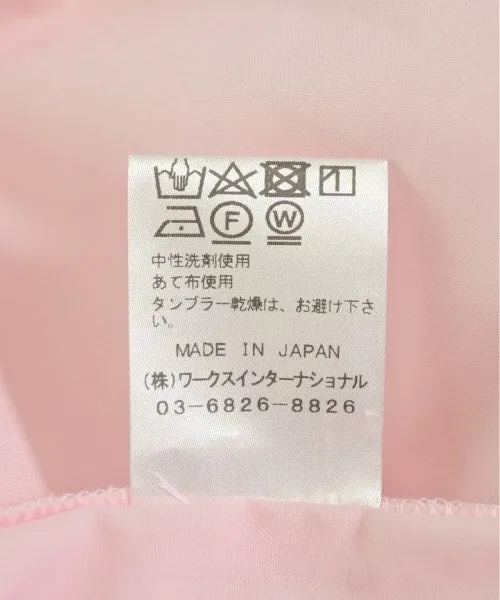 F W
中性洗剤使用
あて布使用
タンブラー乾燥は、お避け下さ
い。
MADE IN JAPAN
(株)ワークスインターナショナル
03-6826-8826